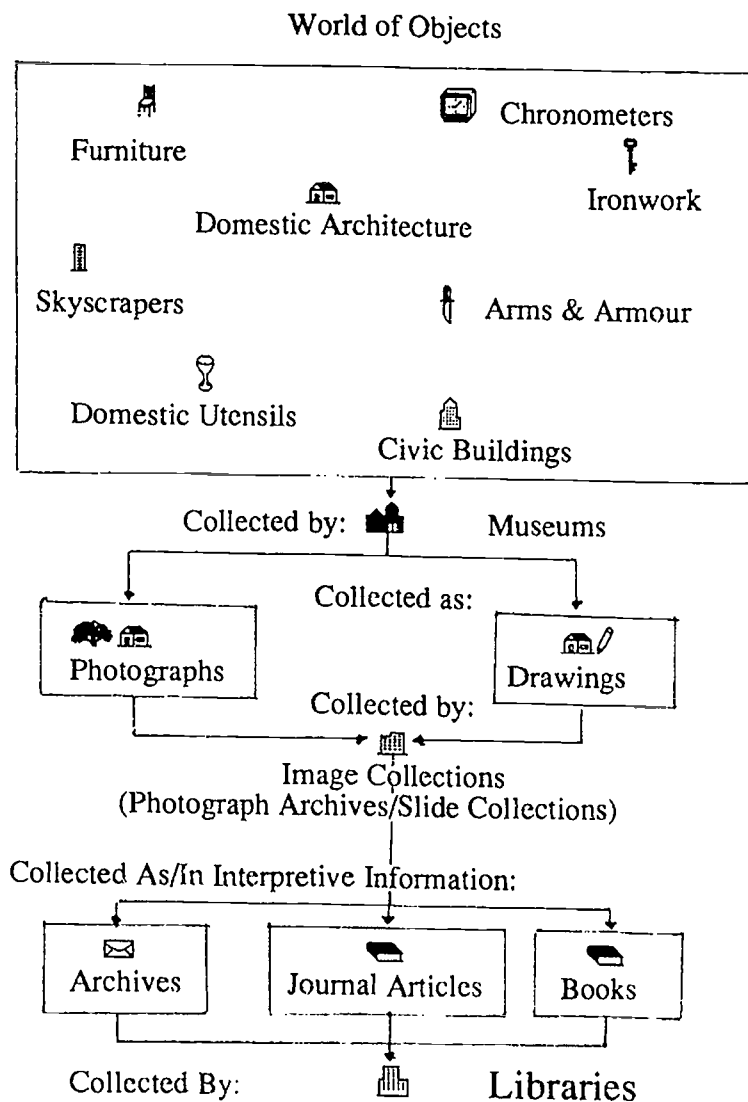 World of Objects
Chronometers
Furniture
Ironwork
Domestic Architecture
Skyscrapers
Arms & Armour
Domestic Utensils
Civic Buildings
Collected by: Museums
Collected as:
Photographs
Drawings
Collected by:
Image Collections
(Photograph Archives/Slide Collections)
Collected As/In Interpretive Information:
Archives Journal Articles Books
Collected By: Libraries